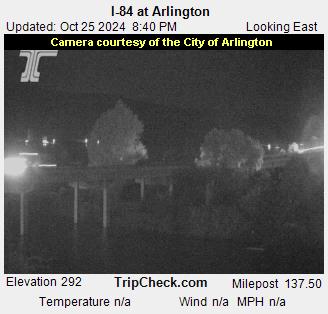 I-84 at Arlington
Updated: Oct 25 2024 8:40 PM Looking East
Camera courtesy of the City of Arlington
Elevation 292 TripCheck.com Milepost 137.50
Temperature n/a Wind n/a MPH n/a